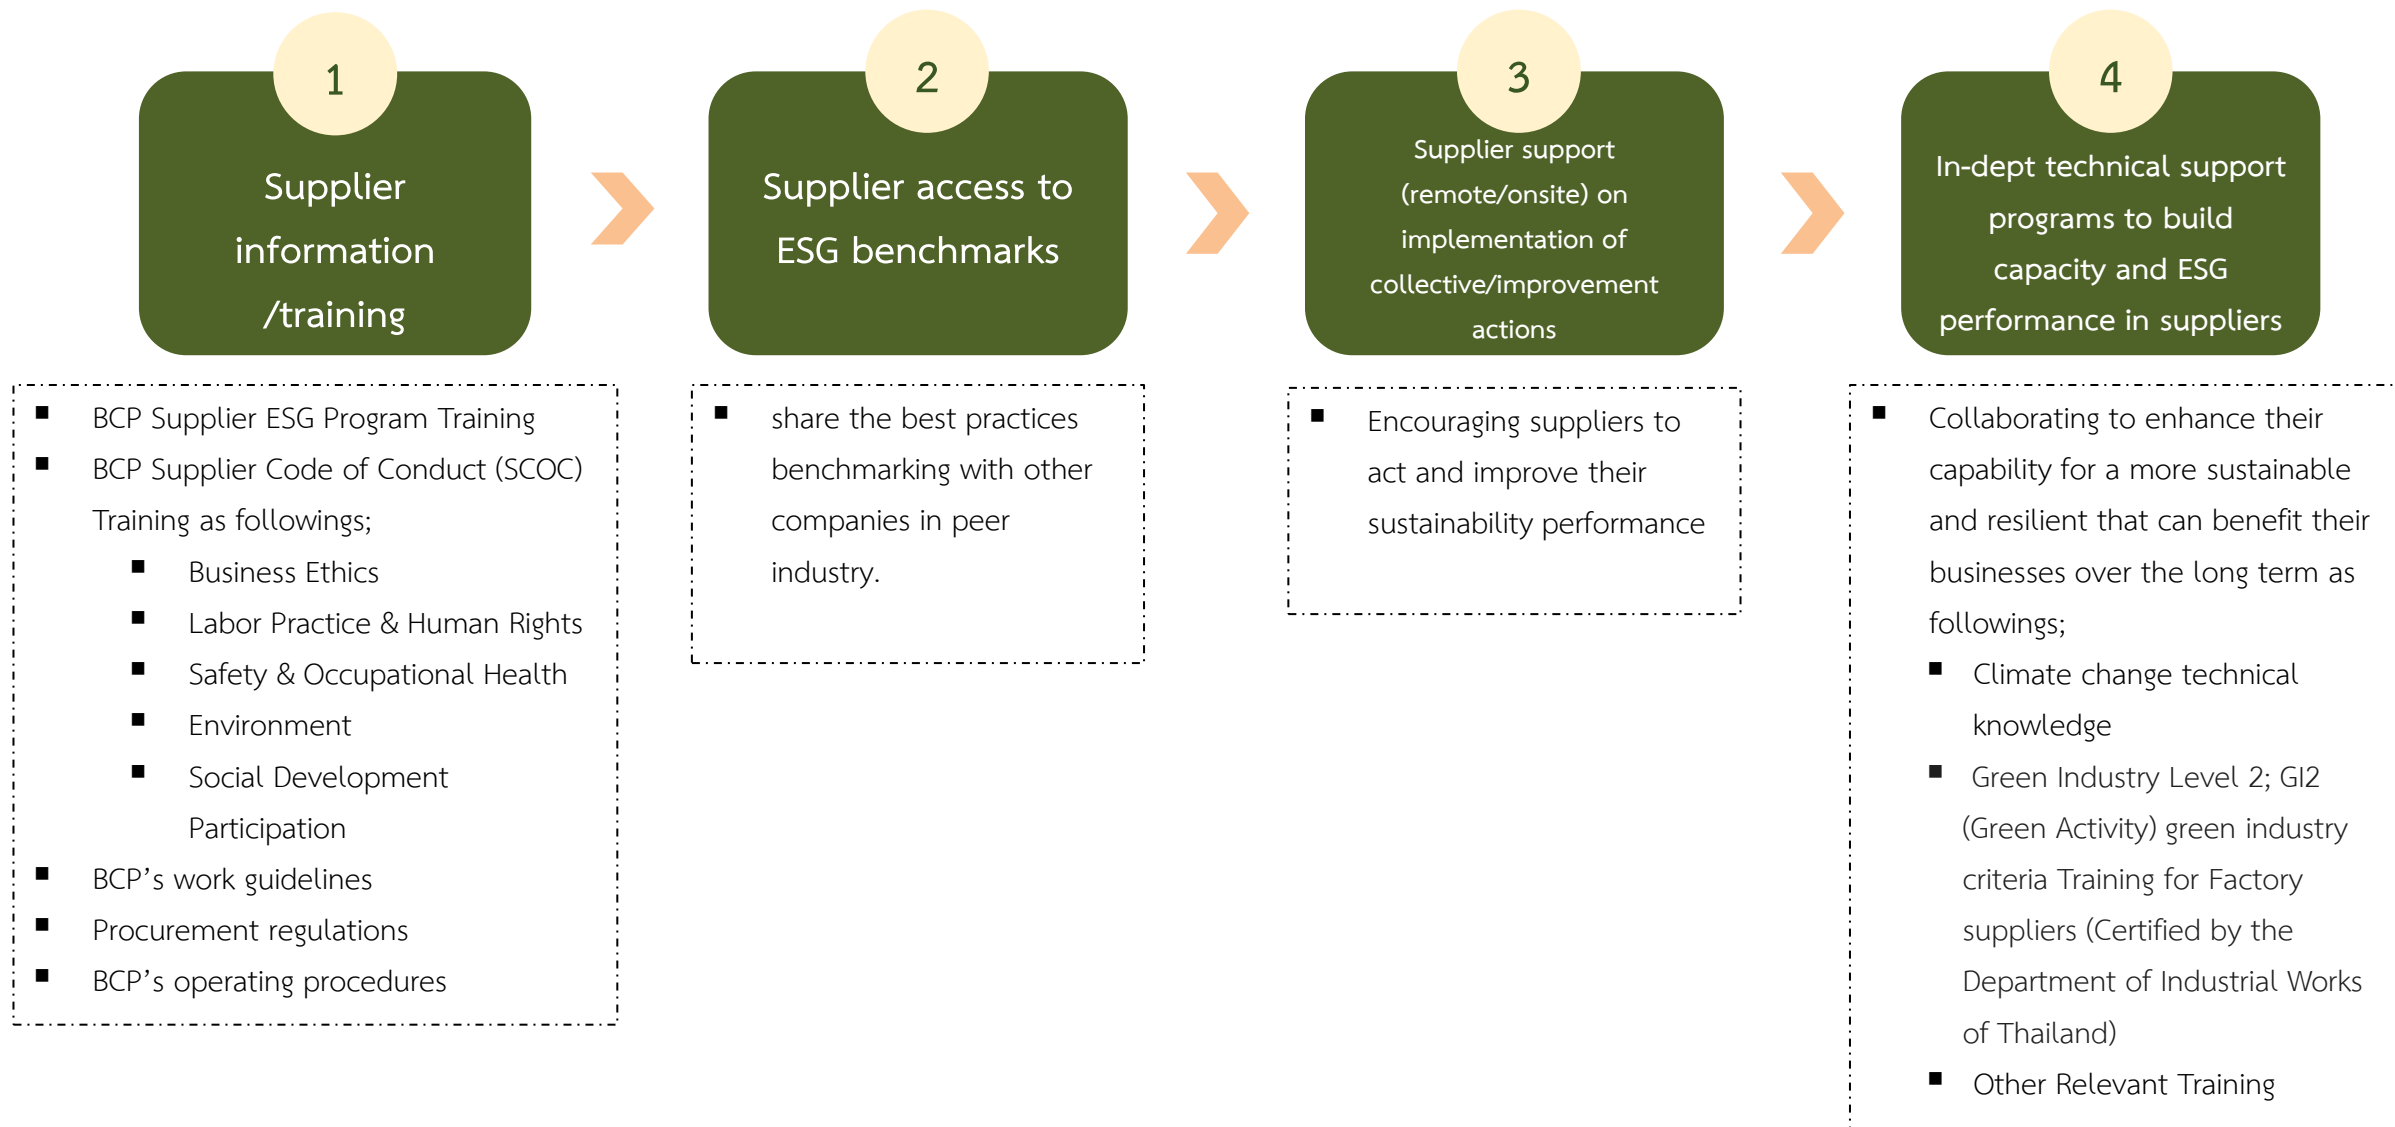 1
Supplier
information
/training
2
Supplier access to
ESG benchmarks
3
Supplier support
(remote/onsite) on
implementation of
collective/improvement
actions
4
In-dept technical support
programs to build
capacity and ESG
performance in suppliers
▪ BCP Supplier ESG Program Training
▪ BCP Supplier Code of Conduct (SCOC)
Training as followings;
▪ Business Ethics
▪ Labor Practice & Human Rights
▪ Safety & Occupational Health
▪ Environment
▪ Social Development
Participation
▪ BCP’s work guidelines
▪ Procurement regulations
▪ BCP’s operating procedures
▪ share the best practices
benchmarking with other
companies in peer
industry.
▪ Encouraging suppliers to
act and improve their
sustainability performance
▪ Collaborating to enhance their
capability for a more sustainable
and resilient that can benefit their
businesses over the long term as
followings;
▪ Climate change technical
knowledge
▪ Green Industry Level 2; GI2
(Green Activity) green industry
criteria Training for Factory
suppliers (Certified by the
Department of Industrial Works
of Thailand)
▪ Other Relevant Training